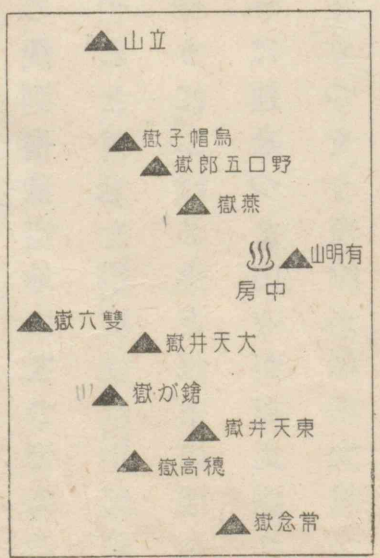 立山
烏帽子嶽
野口五郎嶽
燕嶽
有明山
中房
雙六嶽
大天井嶽
鎗が嶽
東天井嶽
穂高嶽
常念嶽